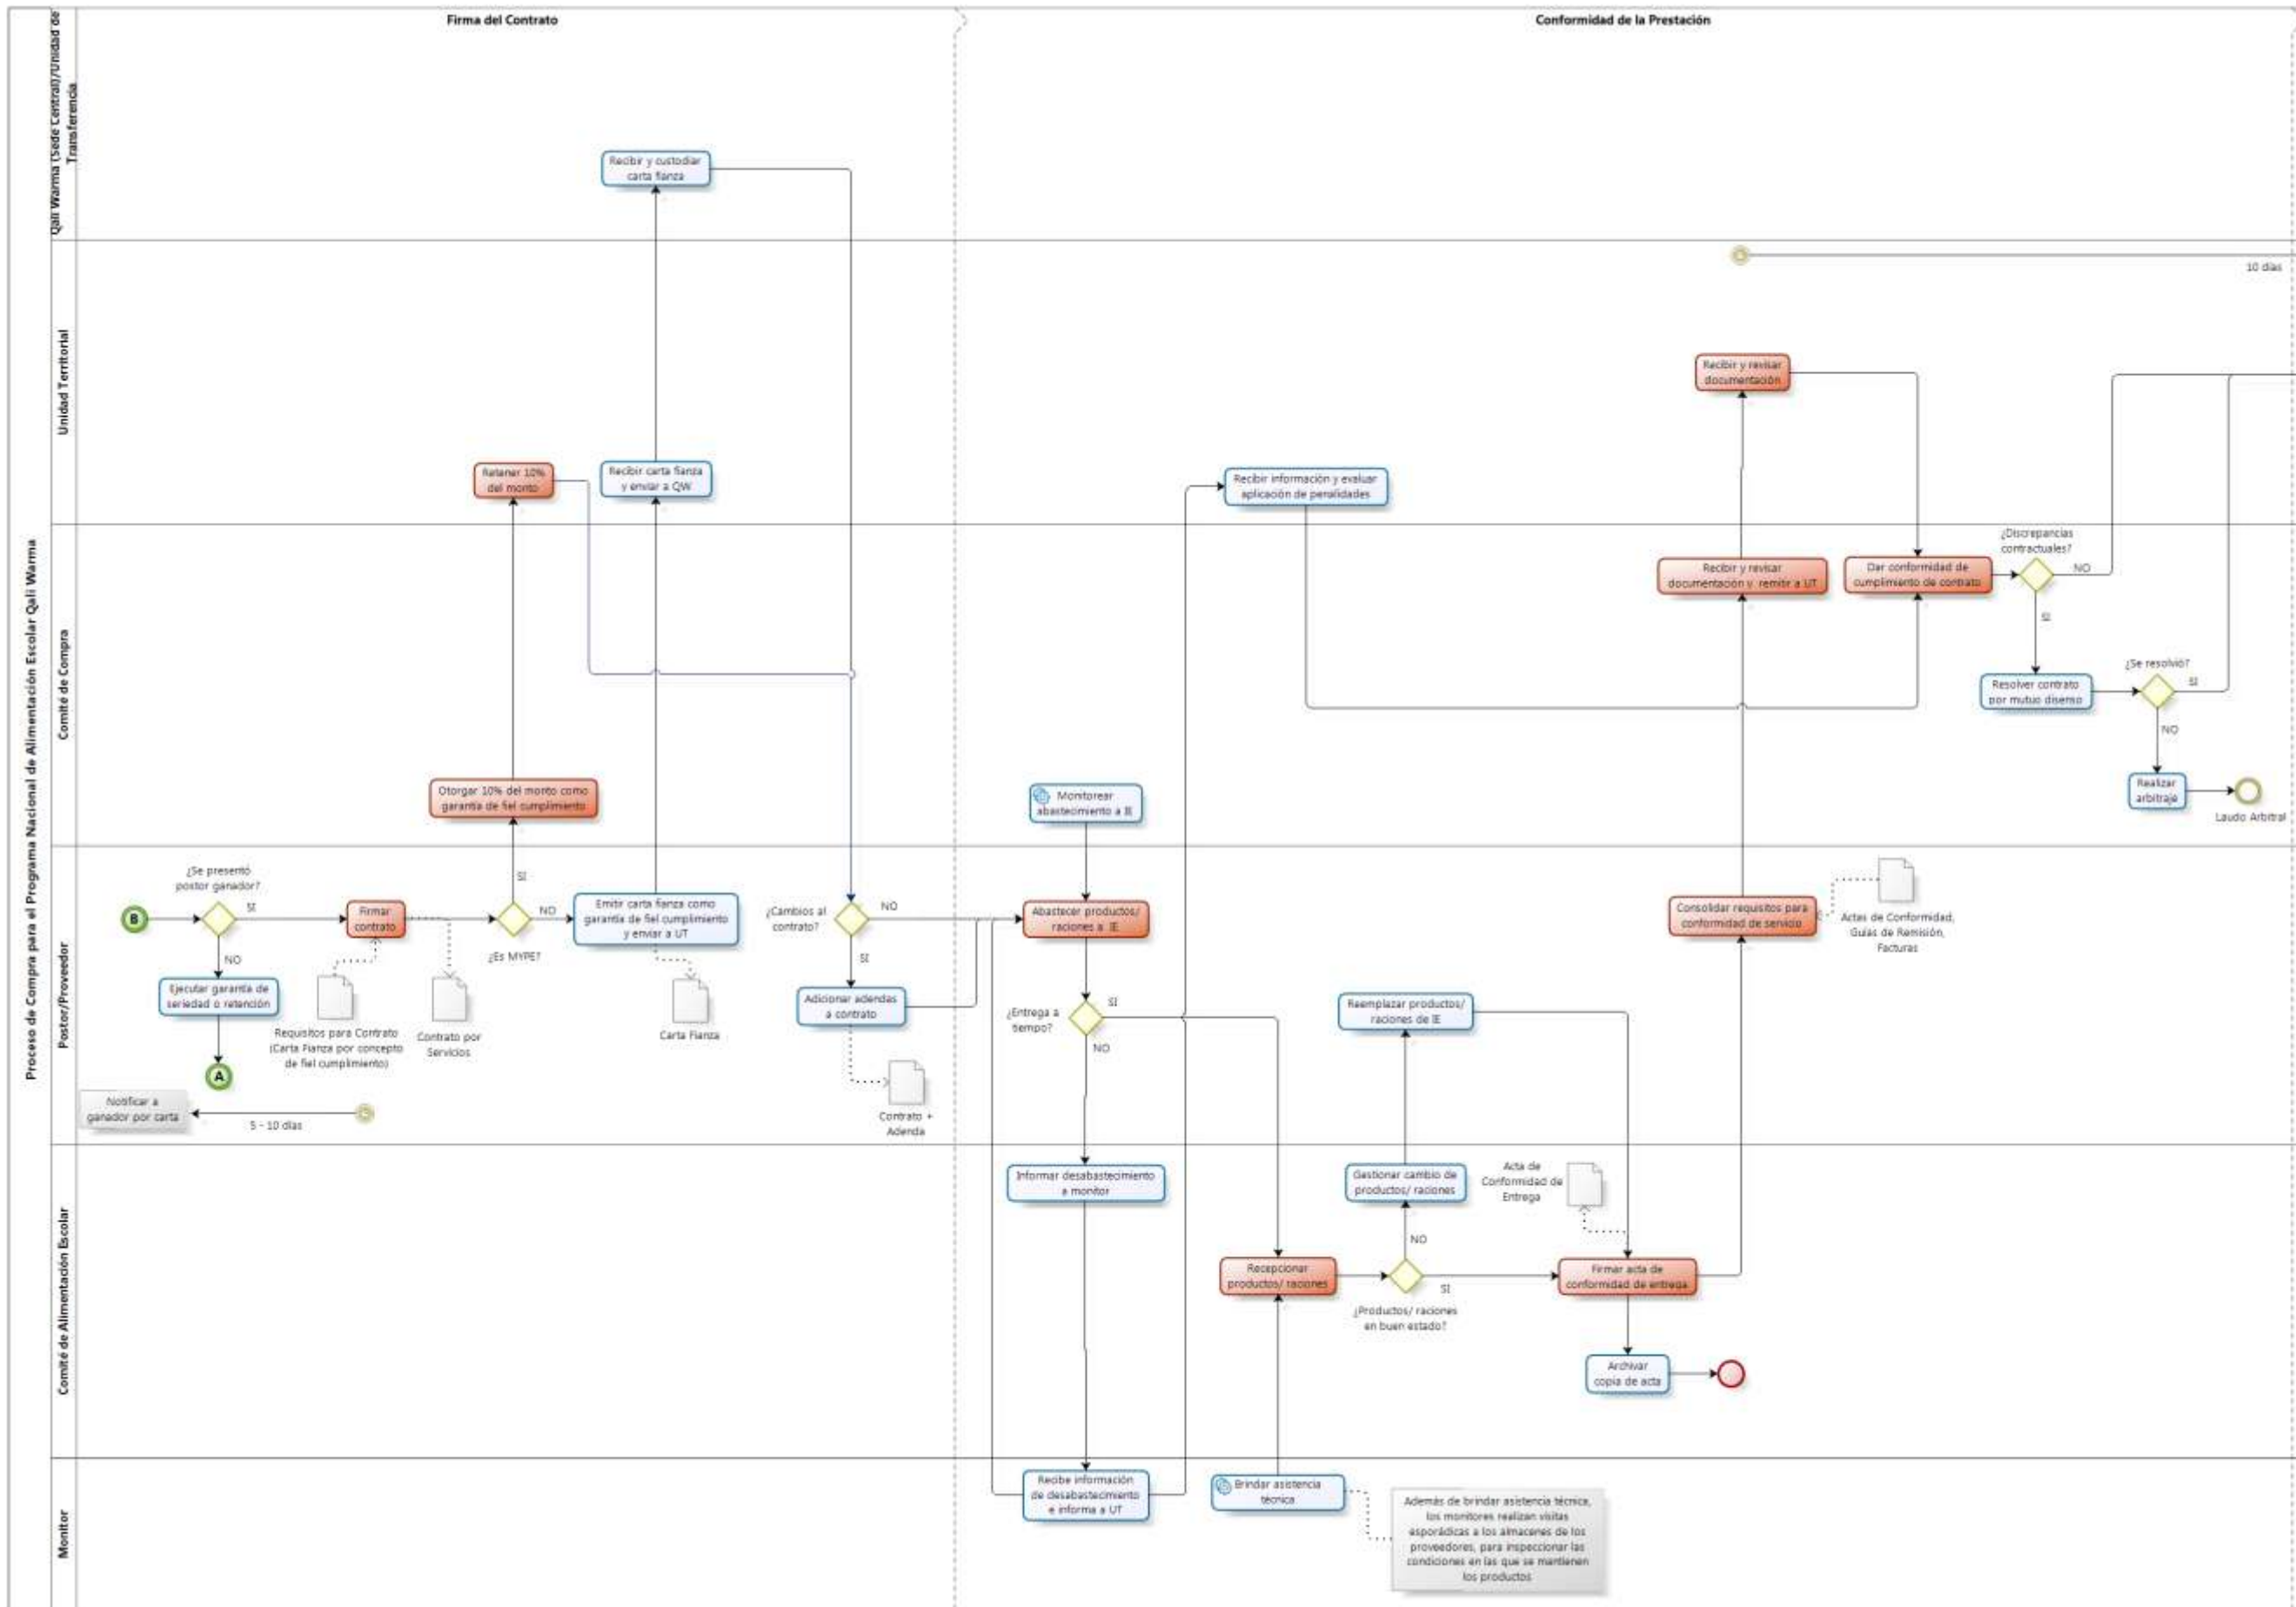 Firma del Contrato
Conformidad de la Prestación
Proceso de Compra para el Programa Nacional de Alimentación Escolar Qali Warma
Qali Warma (Sede Central)/Unidad de
Transferencia
Recibir y custodiar
carta fianza
Unidad Territorial
10 días
Recibir y revisar
documentación
Retener 10%
del monto
Recibir carta fianza
y enviar a QW
Recibir información y evaluar
aplicación de penalidades
Comité de Compra
¿Discrepancias
contractuales?
NO
SI
Recibir y revisar
documentación y remitir a UT
Dar conformidad de
cumplimiento de contrato
Resolver contrato
por mutuo disenso
¿Se resolvió?
SI
NO
Realizar
arbitraje
Laudo Arbitral
Otorgar 10% del monto como
garantía de fiel cumplimiento
Monitorear
abastecimiento a IE
Postor/Proveedor
B
¿Se presentó
postor ganador?
SI
NO
Firmar
contrato
SI
NO
¿Es MYPE?
Emitir carta fianza como
garantía de fiel cumplimiento
y enviar a UT
¿Cambios al
contrato?
NO
SI
Abastecer productos/
raciones a IE
Consolidar requisitos para
conformidad de servicio
Actas de Conformidad,
Guías de Remisión,
Facturas
Ejecutar garantía de
seriedad o retención
A
Requisitos para Contrato
(Carta Fianza por concepto
de fiel cumplimiento)
Contrato por
Servicios
Carta Fianza
Adicionar adendas
a contrato
Contrato +
Adenda
¿Entrega a
tiempo?
SI
NO
Reemplazar productos/
raciones de IE
Notificar a
ganador por carta
5 - 10 días
Comité de Alimentación Escolar
Informar desabastecimiento
a monitor
Gestionar cambio de
productos/ raciones
Acta de
Conformidad de
Entrega
NO
Recepcionar
productos/ raciones
SI
¿Productos/ raciones
en buen estado?
Firmar acta de
conformidad de entrega
Archivar
copia de acta
Monitor
Recibe información
de desabastecimiento
e informa a UT
Brindar asistencia
técnica
Además de brindar asistencia técnica,
los monitores realizan visitas
esporádicas a los almacenes de los
proveedores, para inspeccionar las
condiciones en las que se mantienen
los productos